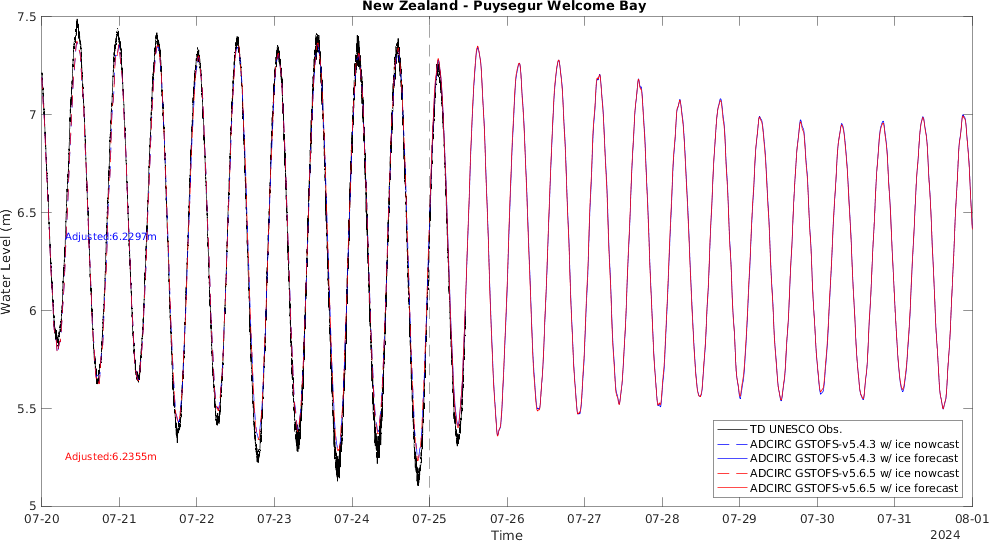 New Zealand - Puysegur Welcome Bay
7.5
7
6.5
6
5.5
5
Water Level (m)
Adjusted:6.2297m
Adjusted:6.2355m
TD UNESCO Obs.
ADCIRC GSTOFS-v5.4.3 w/ ice nowcast
ADCIRC GSTOFS-v5.4.3 w/ ice forecast
ADCIRC GSTOFS-v5.6.5 w/ ice nowcast
ADCIRC GSTOFS-v5.6.5 w/ ice forecast
07-20 07-21 07-22 07-23 07-24 07-25 07-26 07-27 07-28 07-29 07-30 07-31 08-01
Time
2024